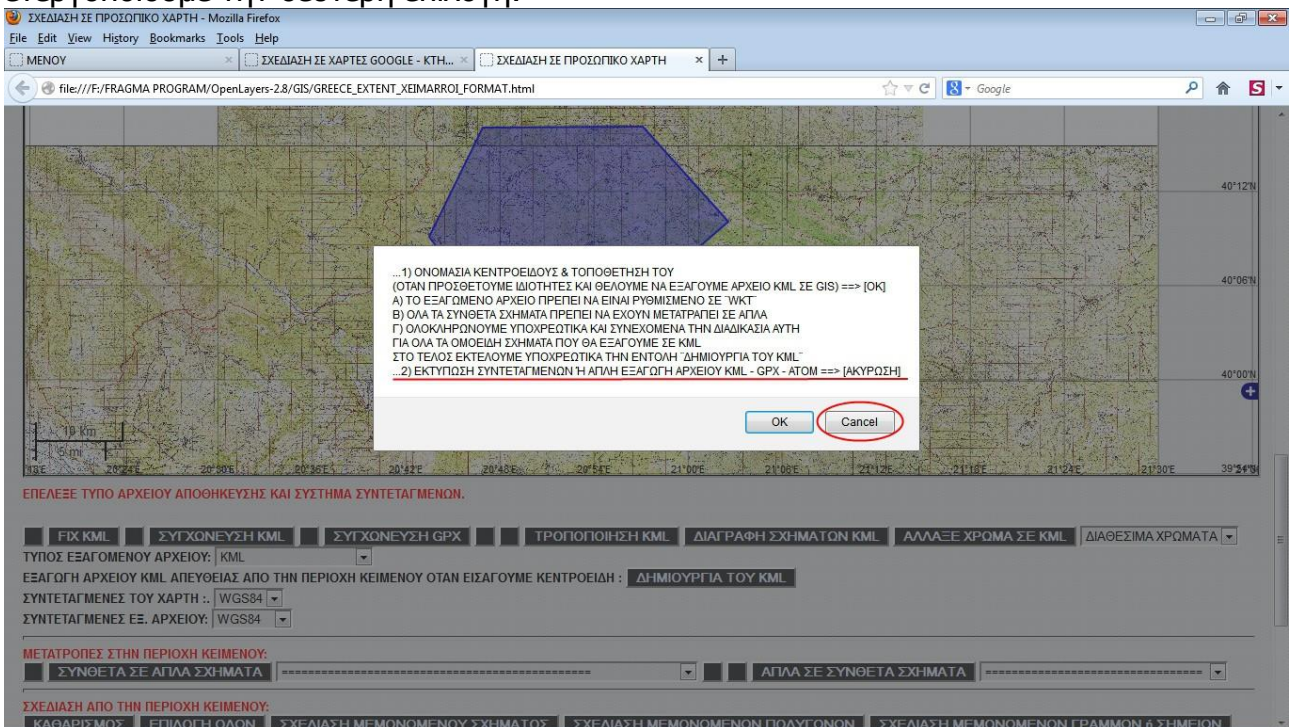 ενεργοποιούμε την δεύτερη επιλογή.
ΣΧΕΔΙΑΣΗ ΣΕ ΠΡΟΣΩΠΙΚΟ ΧΑΡΤΗ - Mozilla Firefox
File Edit View History Bookmarks Tools Help
ΜΕΝΟΥ ΣΧΕΔΙΑΣΗ ΣΕ ΧΑΡΤΕΣ GOOGLE - ΚΤΗ... ΣΧΕΔΙΑΣΗ ΣΕ ΠΡΟΣΩΠΙΚΟ ΧΑΡΤΗ
file:///F:/FRAGMA PROGRAM/OpenLayers-2.8/GIS/GREECE_EXTENT_XEIMARROI_FORMAT.html Google
40°12'N
...1) ΟΝΟΜΑΣΙΑ ΚΕΝΤΡΟΕΙΔΟΥΣ & ΤΟΠΟΘΕΤΗΣΗ ΤΟΥ
(ΟΤΑΝ ΠΡΟΣΘΕΤΟΥΜΕ ΙΔΙΟΤΗΤΕΣ ΚΑΙ ΘΕΛΟΥΜΕ ΝΑ ΕΞΑΓΟΥΜΕ ΑΡΧΕΙΟ KML ΣΕ GIS) ==> [OK]
40°06'N
Α) ΤΟ ΕΞΑΓΩΜΕΝΟ ΑΡΧΕΙΟ ΠΡΕΠΕΙ ΝΑ ΕΙΝΑΙ ΡΥΘΜΙΣΜΕΝΟ ΣΕ ¨WKT¨
Β) ΟΛΑ ΤΑ ΣΥΝΘΕΤΑ ΣΧΗΜΑΤΑ ΠΡΕΠΕΙ ΝΑ ΕΧΟΥΝ ΜΕΤΑΤΡΑΠΕΙ ΣΕ ΑΠΛΑ
Γ) ΟΛΟΚΛΗΡΩΝΟΥΜΕ ΥΠΟΧΡΕΩΤΙΚΑ ΚΑΙ ΣΥΝΕΧΟΜΕΝΑ ΤΗΝ ΔΙΑΔΙΚΑΣΙΑ ΑΥΤΗ
ΓΙΑ ΟΛΑ ΤΑ ΟΜΟΕΙΔΗ ΣΧΗΜΑΤΑ ΠΟΥ ΘΑ ΕΞΑΓΟΥΜΕ ΣΕ KML
ΣΤΟ ΤΕΛΟΣ ΕΚΤΕΛΟΥΜΕ ΥΠΟΧΡΕΩΤΙΚΑ ΤΗΝ ΕΝΤΟΛΗ ¨ΔΗΜΙΟΥΡΓΙΑ ΤΟΥ KML¨
...2) ΕΚΤΥΠΩΣΗ ΣΥΝΤΕΤΑΓΜΕΝΩΝ Ή ΑΠΛΗ ΕΞΑΓΩΓΗ ΑΡΧΕΙΟΥ KML - GPX - ATOM ==> [ΑΚΥΡΩΣΗ]
40°00'N
OK Cancel
10 km
5 mi
18'E 20°24'E 20°30'E 20°36'E 20°42'E 20°48'E 20°54'E 21°00'E 21°06'E 21°12'E 21°18'E 21°24'E 21°30'E
ΕΠΕΛΕΞΕ ΤΥΠΟ ΑΡΧΕΙΟΥ ΑΠΟΘΗΚΕΥΣΗΣ ΚΑΙ ΣΥΣΤΗΜΑ ΣΥΝΤΕΤΑΓΜΕΝΩΝ.
FIX KML ΣΥΓΧΩΝΕΥΣΗ KML ΣΥΓΧΩΝΕΥΣΗ GPX ΤΡΟΠΟΠΟΙΗΣΗ KML ΔΙΑΓΡΑΦΗ ΣΧΗΜΑΤΩΝ KML ΑΛΛΑΞΕ ΧΡΩΜΑ ΣΕ KML ΔΙΑΘΕΣΙΜΑ ΧΡΩΜΑΤΑ
ΤΥΠΟΣ ΕΞΑΓΟΜΕΝΟΥ ΑΡΧΕΙΟΥ: KML
ΕΞΑΓΩΓΗ ΑΡΧΕΙΟΥ KML ΑΠΕΥΘΕΙΑΣ ΑΠΟ ΤΗΝ ΠΕΡΙΟΧΗ ΚΕΙΜΕΝΟΥ ΟΤΑΝ ΕΙΣΑΓΟΥΜΕ ΚΕΝΤΡΟΕΙΔΗ : ΔΗΜΙΟΥΡΓΙΑ ΤΟΥ KML
ΣΥΝΤΕΤΑΓΜΕΝΕΣ ΤΟΥ ΧΑΡΤΗ :. WGS84
ΣΥΝΤΕΤΑΓΜΕΝΕΣ ΕΞ. ΑΡΧΕΙΟΥ: WGS84
ΜΕΤΑΤΡΟΠΕΣ ΣΤΗΝ ΠΕΡΙΟΧΗ ΚΕΙΜΕΝΟΥ:
ΣΥΝΘΕΤΑ ΣΕ ΑΠΛΑ ΣΧΗΜΑΤΑ ΑΠΛΑ ΣΕ ΣΥΝΘΕΤΑ ΣΧΗΜΑΤΑ
ΣΧΕΔΙΑΣΗ ΑΠΟ ΤΗΝ ΠΕΡΙΟΧΗ ΚΕΙΜΕΝΟΥ:
ΚΑΘΑΡΙΣΜΟΣ ΕΠΙΛΟΓΗ ΟΛΩΝ ΣΧΕΔΙΑΣΗ ΜΕΜΟΝΩΜΕΝΟΥ ΣΧΗΜΑΤΟΣ ΣΧΕΔΙΑΣΗ ΜΕΜΟΝΩΜΕΝΩΝ ΠΟΛΥΓΩΝΩΝ ΣΧΕΔΙΑΣΗ ΜΕΜΟΝΩΜΕΝΩΝ ΓΡΑΜΜΩΝ ή ΣΗΜΕΙΩΝ